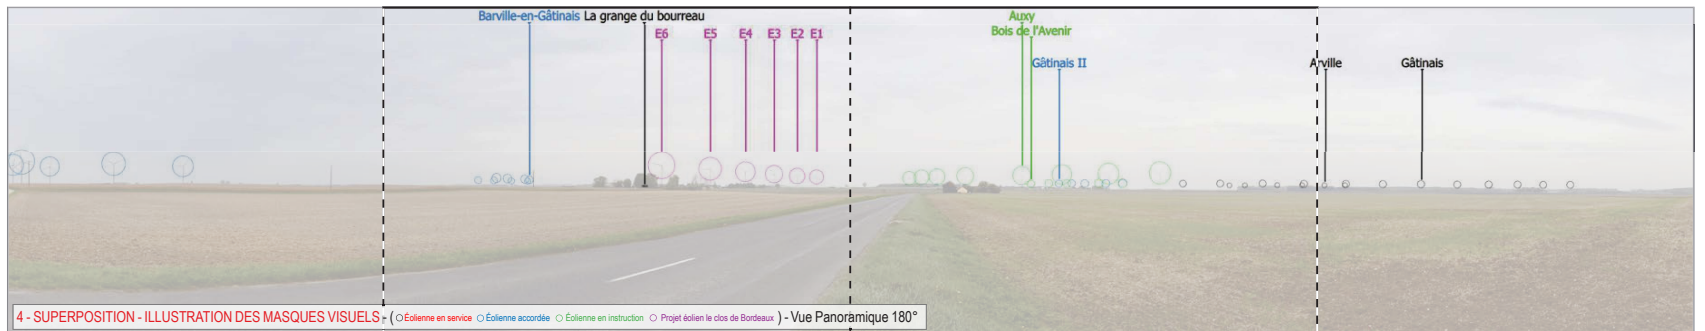 Barville-en-Gâtinais La grange du bourreau
E6 E5 E4 E3 E2 E1
Auxy
Bois de l'Avenir
Gâtinais II
Arville
Gâtinais
4 - SUPERPOSITION - ILLUSTRATION DES MASQUES VISUELS - ( Éolienne en service Éolienne accordée Éolienne en instruction Projet éolien le clos de Bordeaux ) - Vue Panoramique 180°